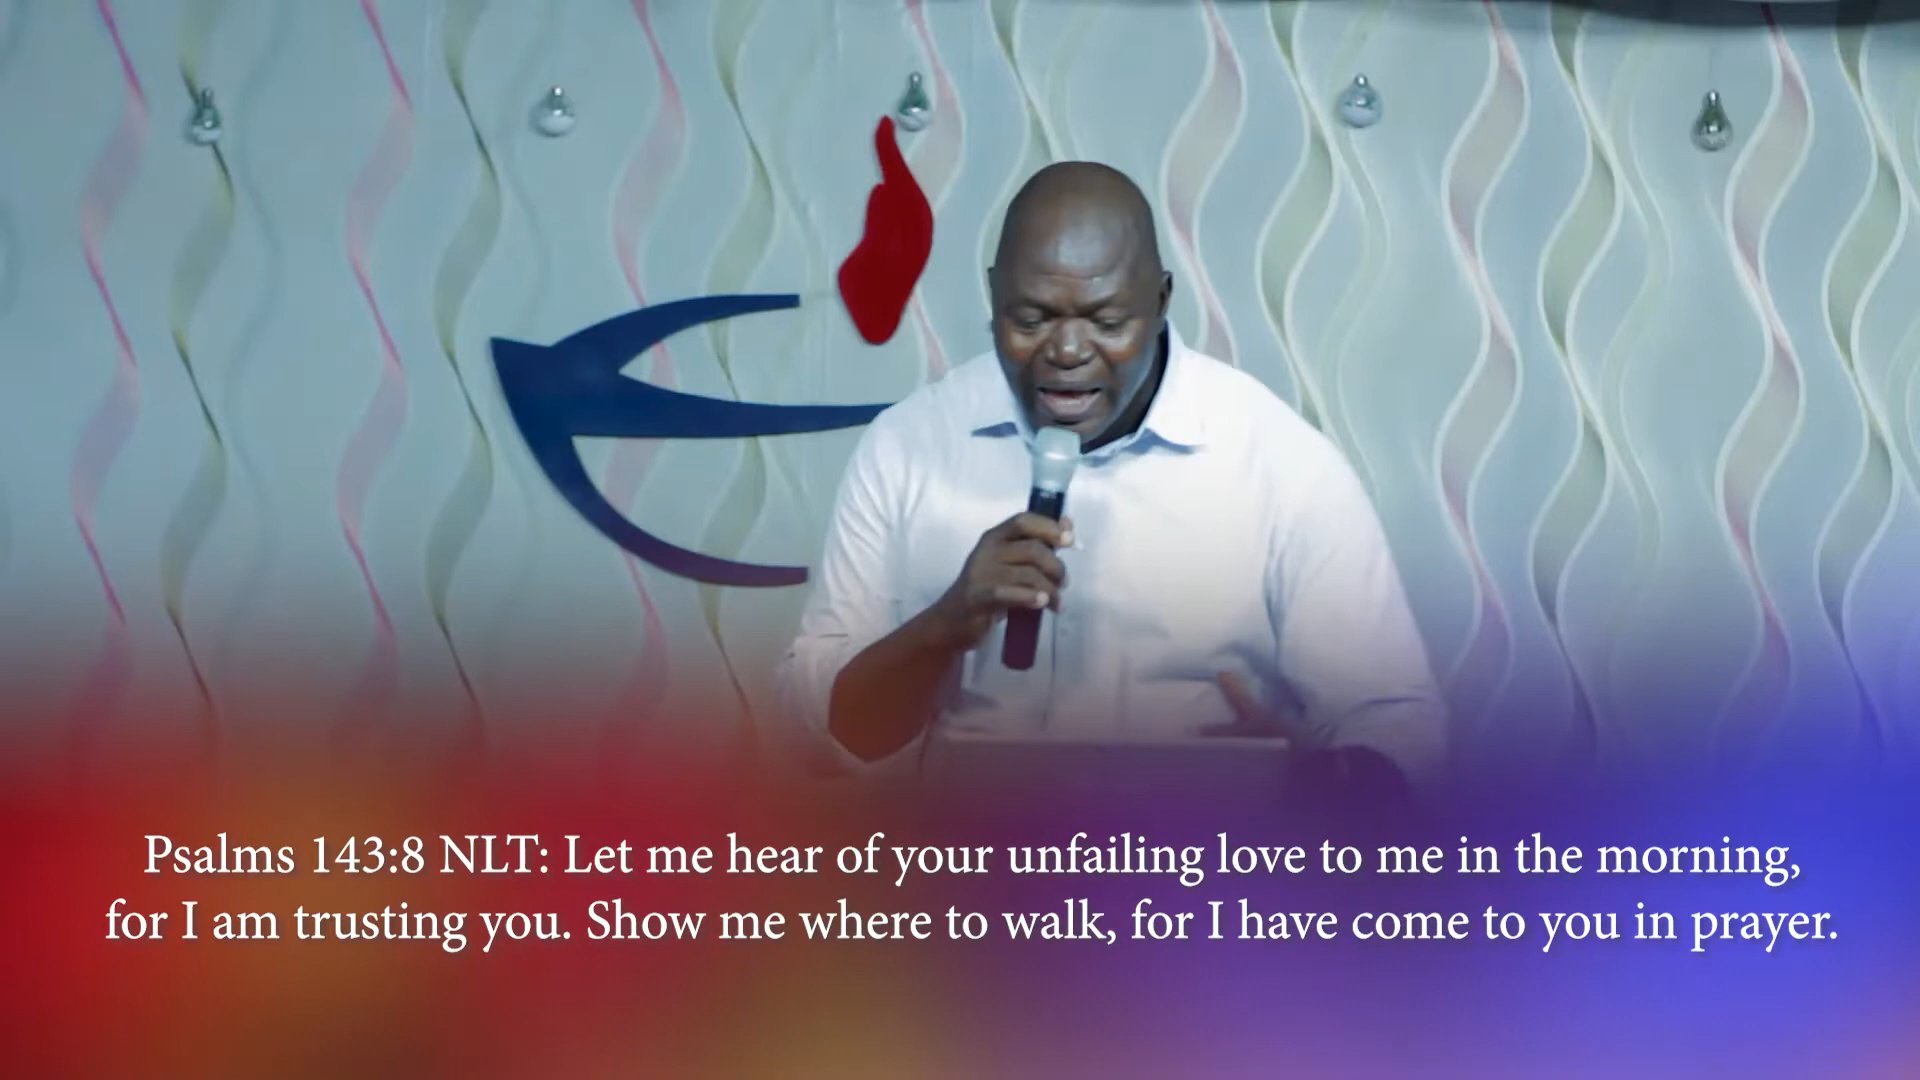 Psalms 143:8 NLT: Let me hear of your unfailing love to me in the morning,
for I am trusting you. Show me where to walk, for I have come to you in prayer.